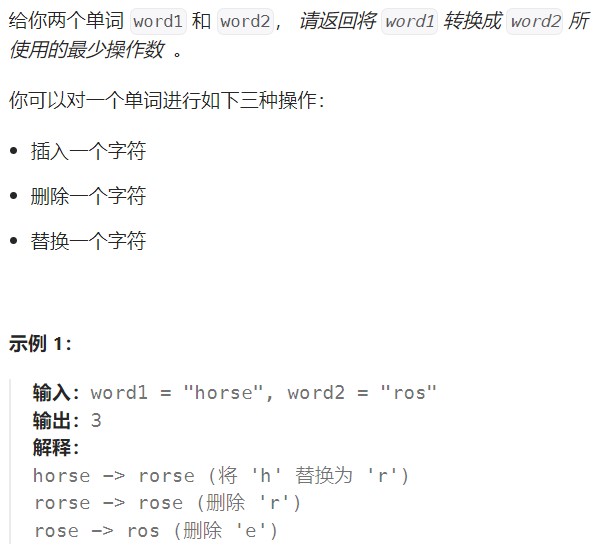 给你两个单词 word1 和 word2， 请返回将 word1 转换成 word2 所
使用的最少操作数 。
你可以对一个单词进行如下三种操作：
• 插入一个字符
• 删除一个字符
• 替换一个字符
示例 1：
输入：word1 = "horse", word2 = "ros"
输出：3
解释：
horse -> rorse (将 'h' 替换为 'r')
rorse -> rose (删除 'r')
rose -> ros (删除 'e')